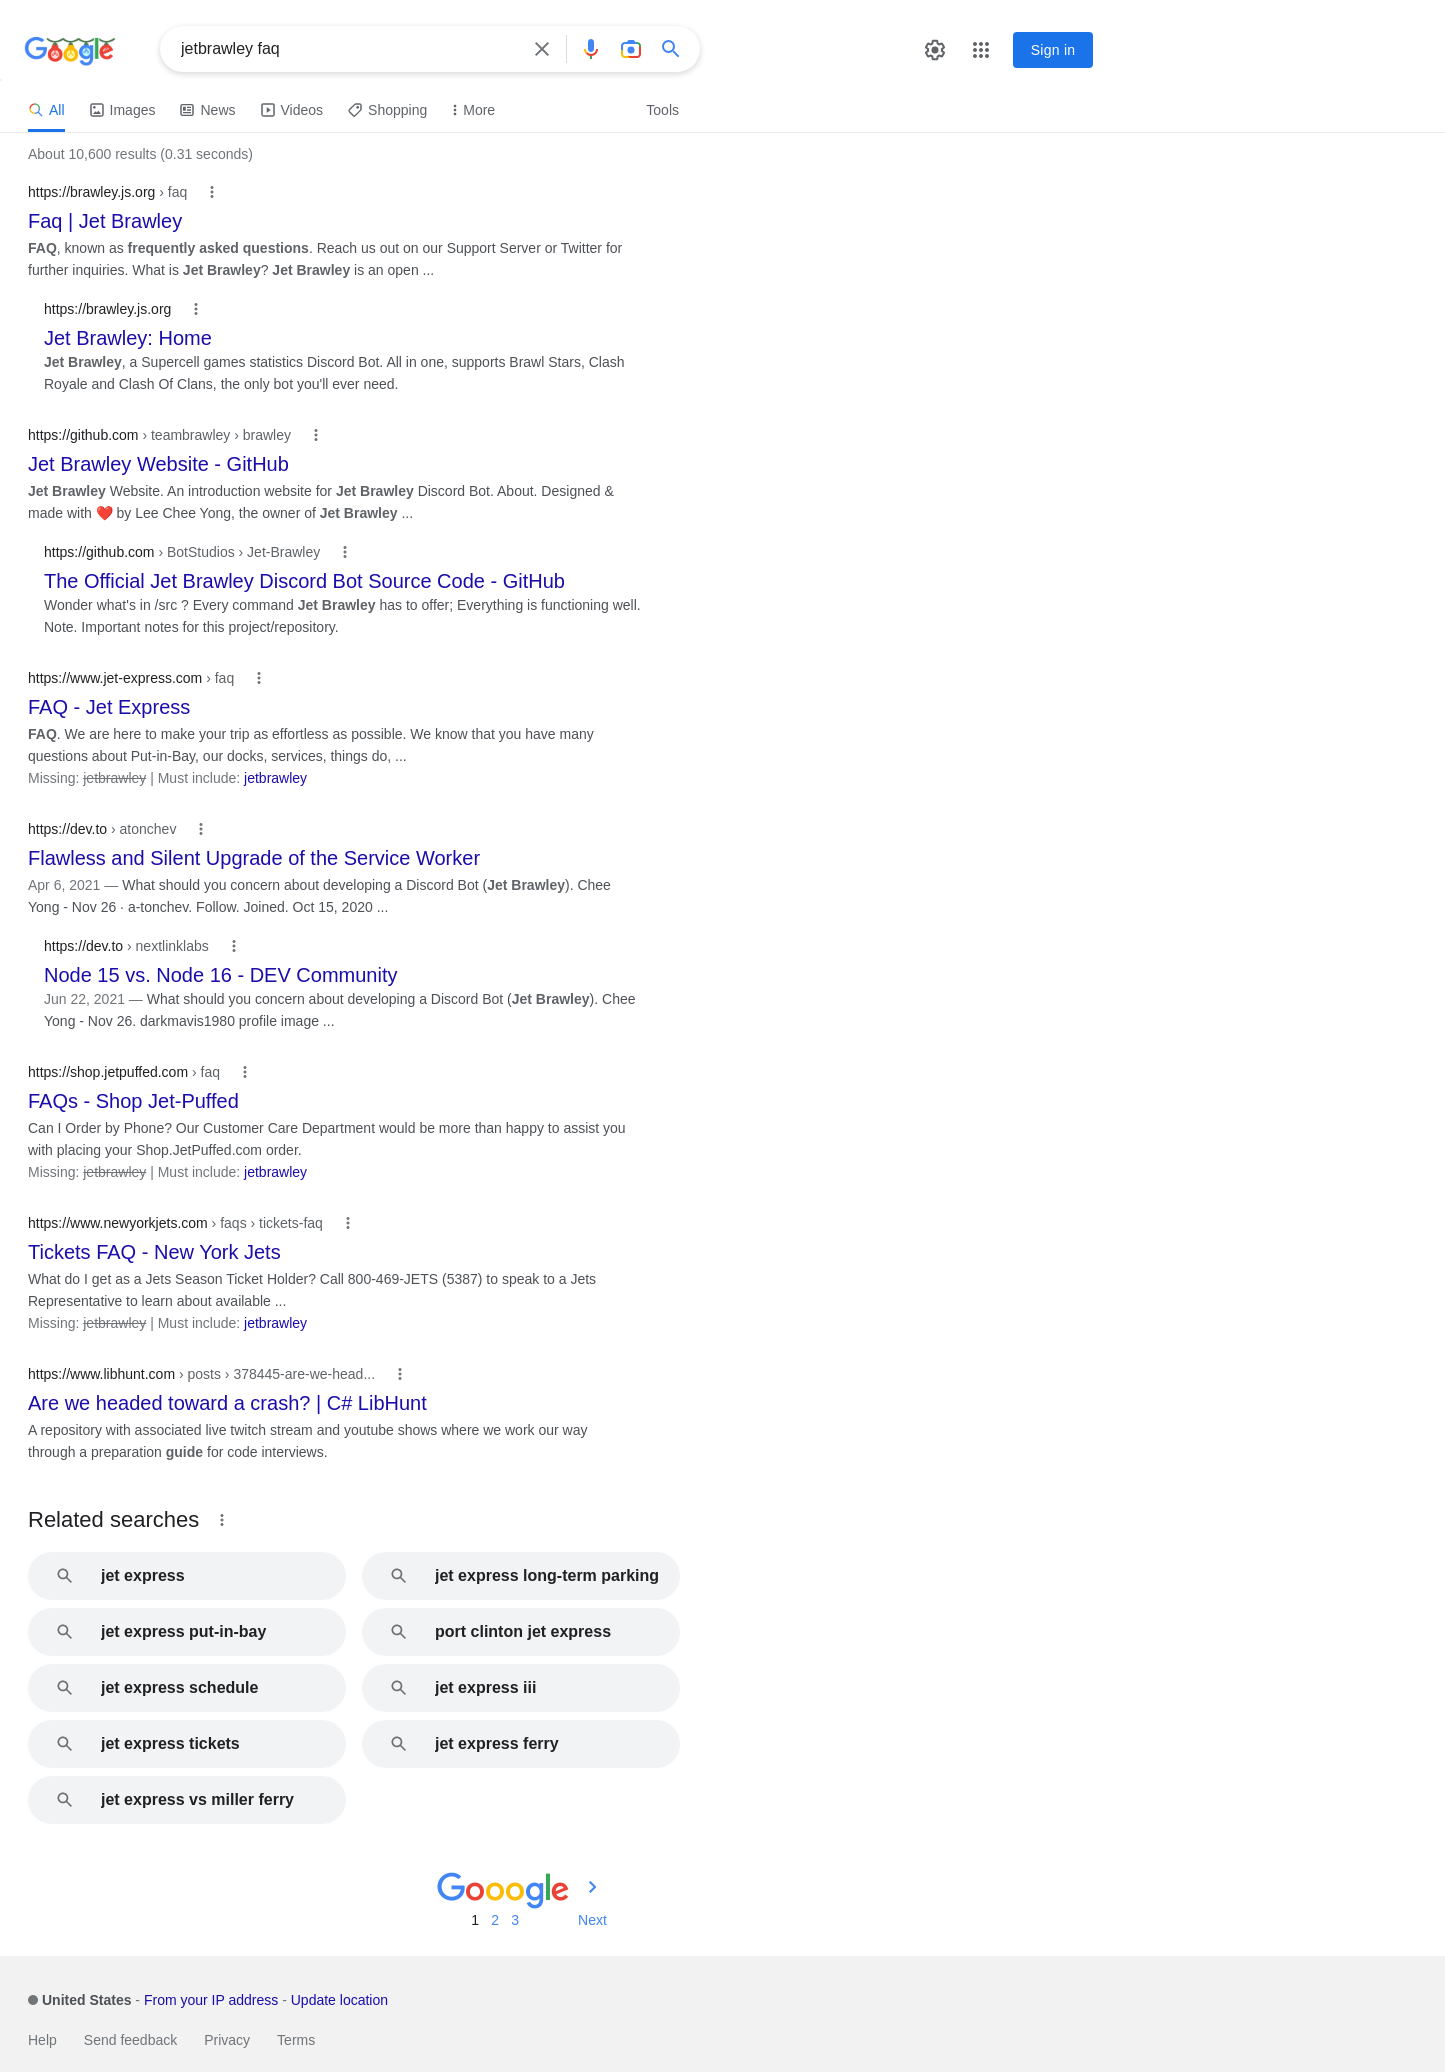 Google
jetbrawley faq
Sign in
All
Images
News
Videos
Shopping
More
Tools
About 10,600 results (0.31 seconds)
https://brawley.js.org › faq
Faq | Jet Brawley
FAQ, known as frequently asked questions. Reach us out on our Support Server or Twitter for
further inquiries. What is Jet Brawley? Jet Brawley is an open ...
https://brawley.js.org
Jet Brawley: Home
Jet Brawley, a Supercell games statistics Discord Bot. All in one, supports Brawl Stars, Clash
Royale and Clash Of Clans, the only bot you'll ever need.
https://github.com › teambrawley › brawley
Jet Brawley Website - GitHub
Jet Brawley Website. An introduction website for Jet Brawley Discord Bot. About. Designed &
made with ❤️ by Lee Chee Yong, the owner of Jet Brawley ...
https://github.com › BotStudios › Jet-Brawley
The Official Jet Brawley Discord Bot Source Code - GitHub
Wonder what's in /src ? Every command Jet Brawley has to offer; Everything is functioning well.
Note. Important notes for this project/repository.
https://www.jet-express.com › faq
FAQ - Jet Express
FAQ. We are here to make your trip as effortless as possible. We know that you have many
questions about Put-in-Bay, our docks, services, things do, ...
Missing: jetbrawley | Must include: jetbrawley
https://dev.to › atonchev
Flawless and Silent Upgrade of the Service Worker
Apr 6, 2021 — What should you concern about developing a Discord Bot (Jet Brawley). Chee
Yong - Nov 26 · a-tonchev. Follow. Joined. Oct 15, 2020 ...
https://dev.to › nextlinklabs
Node 15 vs. Node 16 - DEV Community
Jun 22, 2021 — What should you concern about developing a Discord Bot (Jet Brawley). Chee
Yong - Nov 26. darkmavis1980 profile image ...
https://shop.jetpuffed.com › faq
FAQs - Shop Jet-Puffed
Can I Order by Phone? Our Customer Care Department would be more than happy to assist you
with placing your Shop.JetPuffed.com order.
Missing: jetbrawley | Must include: jetbrawley
https://www.newyorkjets.com › faqs › tickets-faq
Tickets FAQ - New York Jets
What do I get as a Jets Season Ticket Holder? Call 800-469-JETS (5387) to speak to a Jets
Representative to learn about available ...
Missing: jetbrawley | Must include: jetbrawley
https://www.libhunt.com › posts › 378445-are-we-head...
Are we headed toward a crash? | C# LibHunt
A repository with associated live twitch stream and youtube shows where we work our way
through a preparation guide for code interviews.
Related searches
jet express
jet express long-term parking
jet express put-in-bay
port clinton jet express
jet express schedule
jet express iii
jet express tickets
jet express ferry
jet express vs miller ferry
Gooogle
1 2 3 Next
United States - From your IP address - Update location
Help Send feedback Privacy Terms